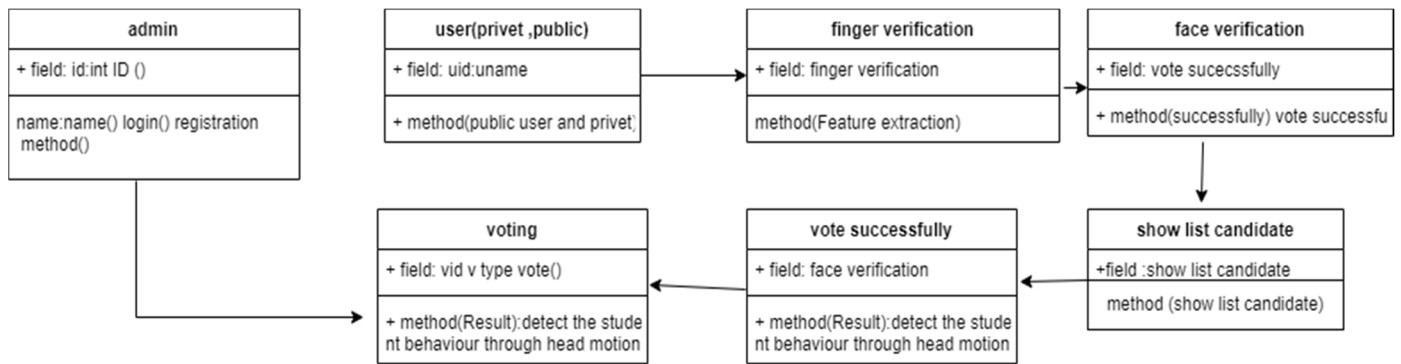 admin
+ field: id:int ID ()
name:name() login() registration
method()
user(privet ,public)
+ field: uid:uname
+ method(public user and privet)
finger verification
+ field: finger verification
method(Feature extraction)
face verification
+ field: vote sucecssfully
+ method(successfully) vote successfu
voting
+ field: vid v type vote()
+ method(Result):detect the stude
nt behaviour through head motion
vote successfully
+ field: face verification
+ method(Result):detect the stude
nt behaviour through head motion
show list candidate
+field :show list candidate
method (show list candidate)